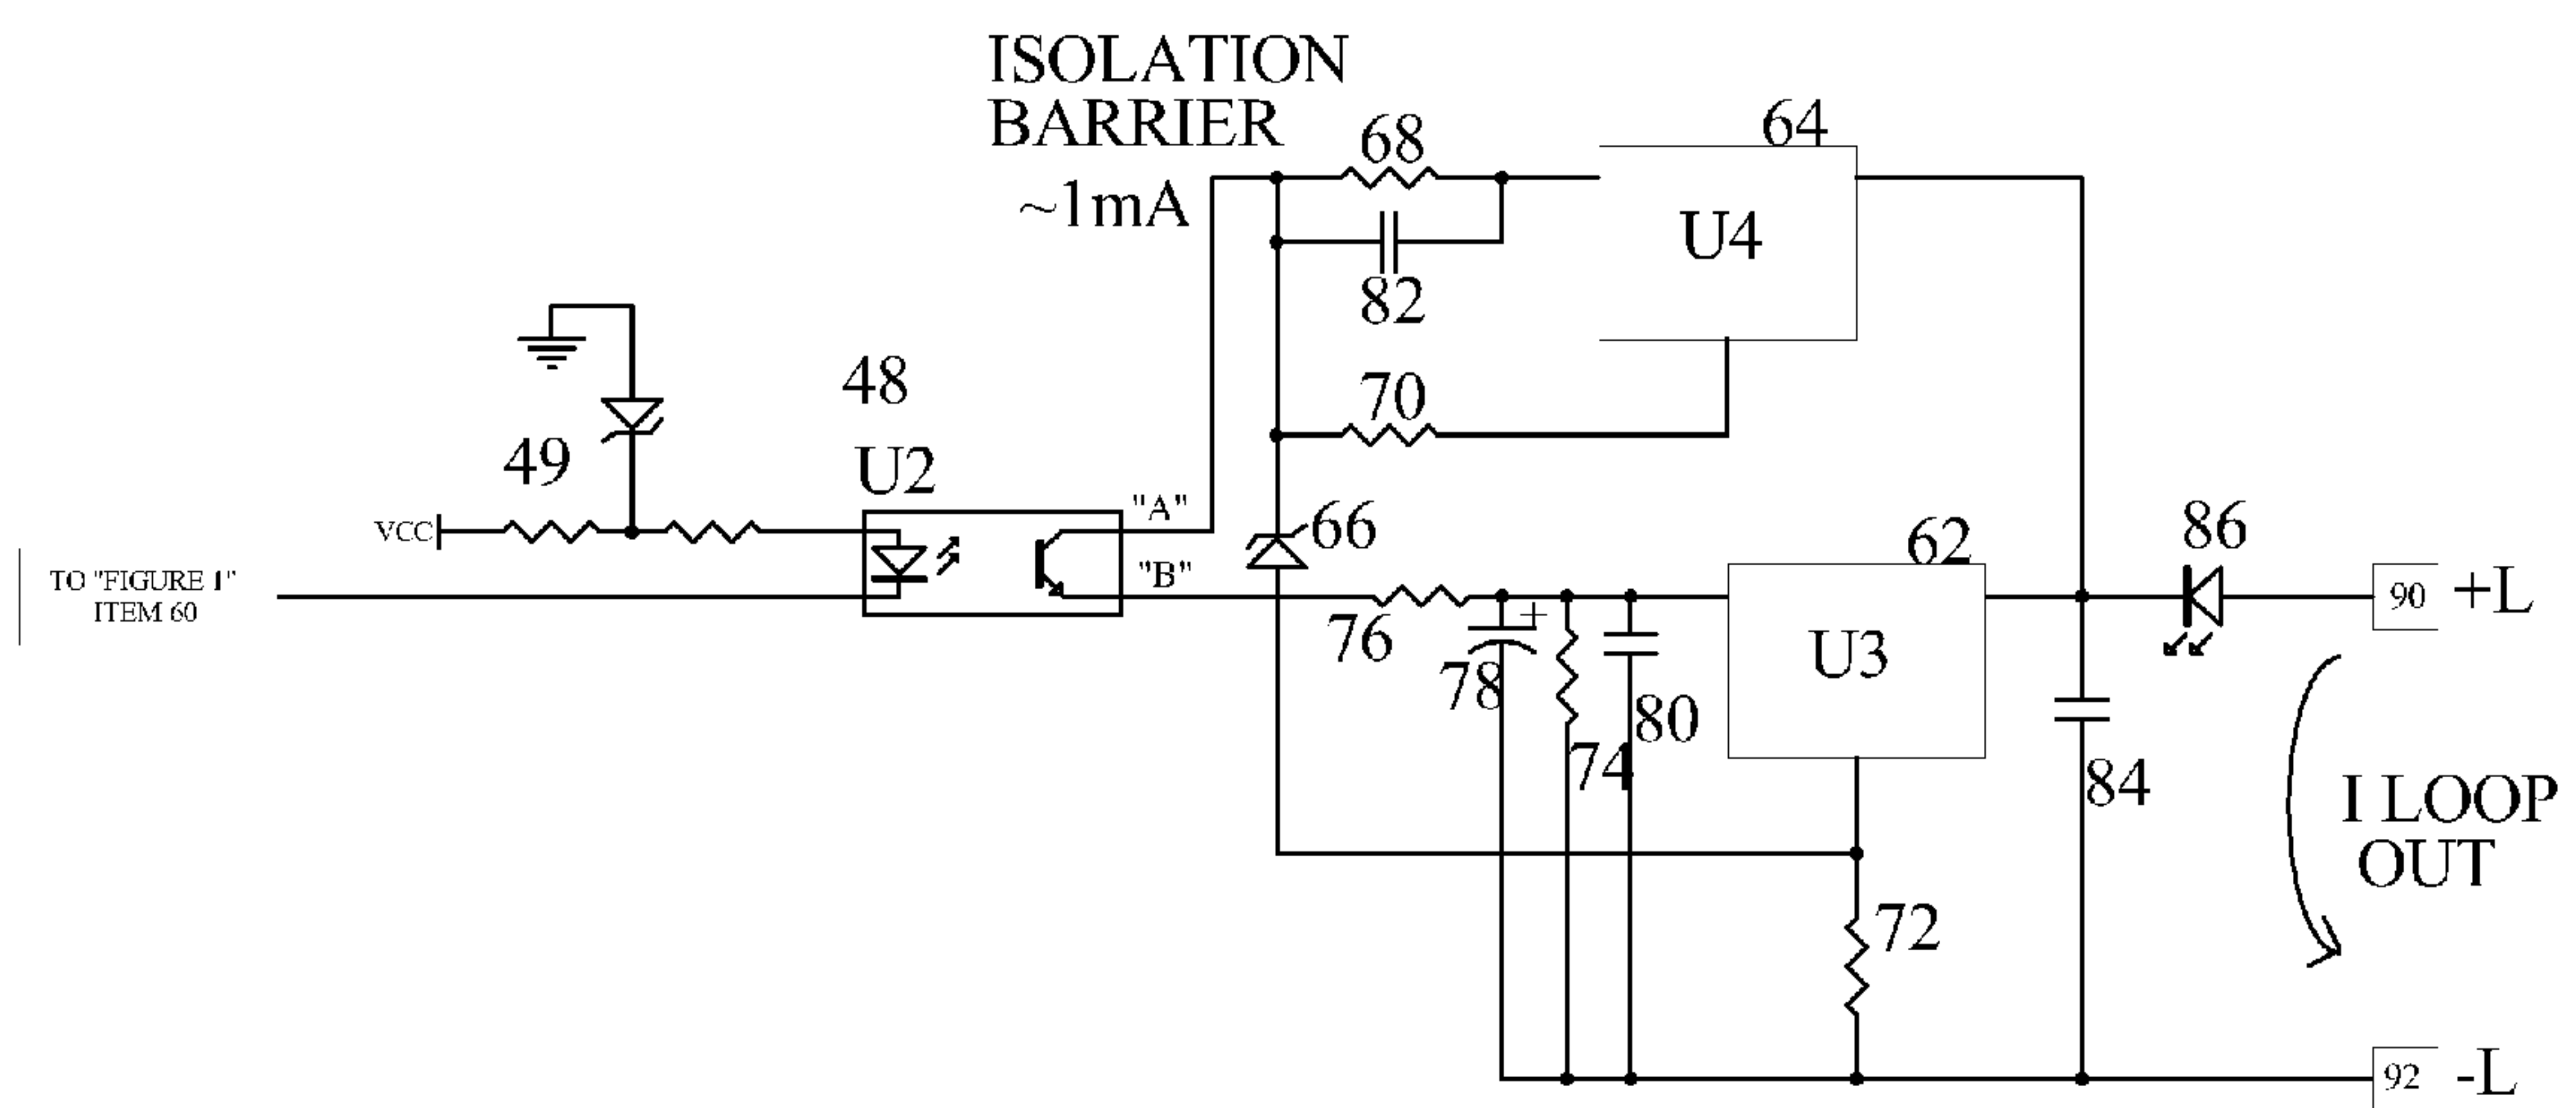 ISOLATION
BARRIER
~1mA
68
64
U4
82
48
70
49
U2
"A"
66
62
86
VCC
"B"
90
+L
TO "FIGURE 1"
ITEM 60
76
+
U3
78
80
74
84
I LOOP
OUT
72
92
-L